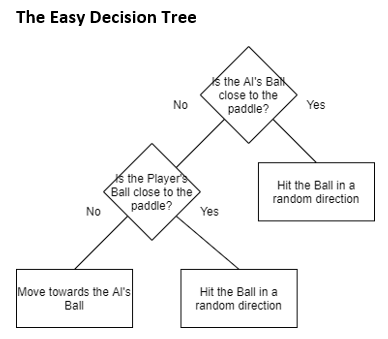 The Easy Decision Tree
Is the AI's Ball
close to the
paddle?
No
Yes
Is the Player's
Ball close to the
paddle?
Hit the Ball in a
random direction
No
Yes
Move towards the AI's
Ball
Hit the Ball in a
random direction